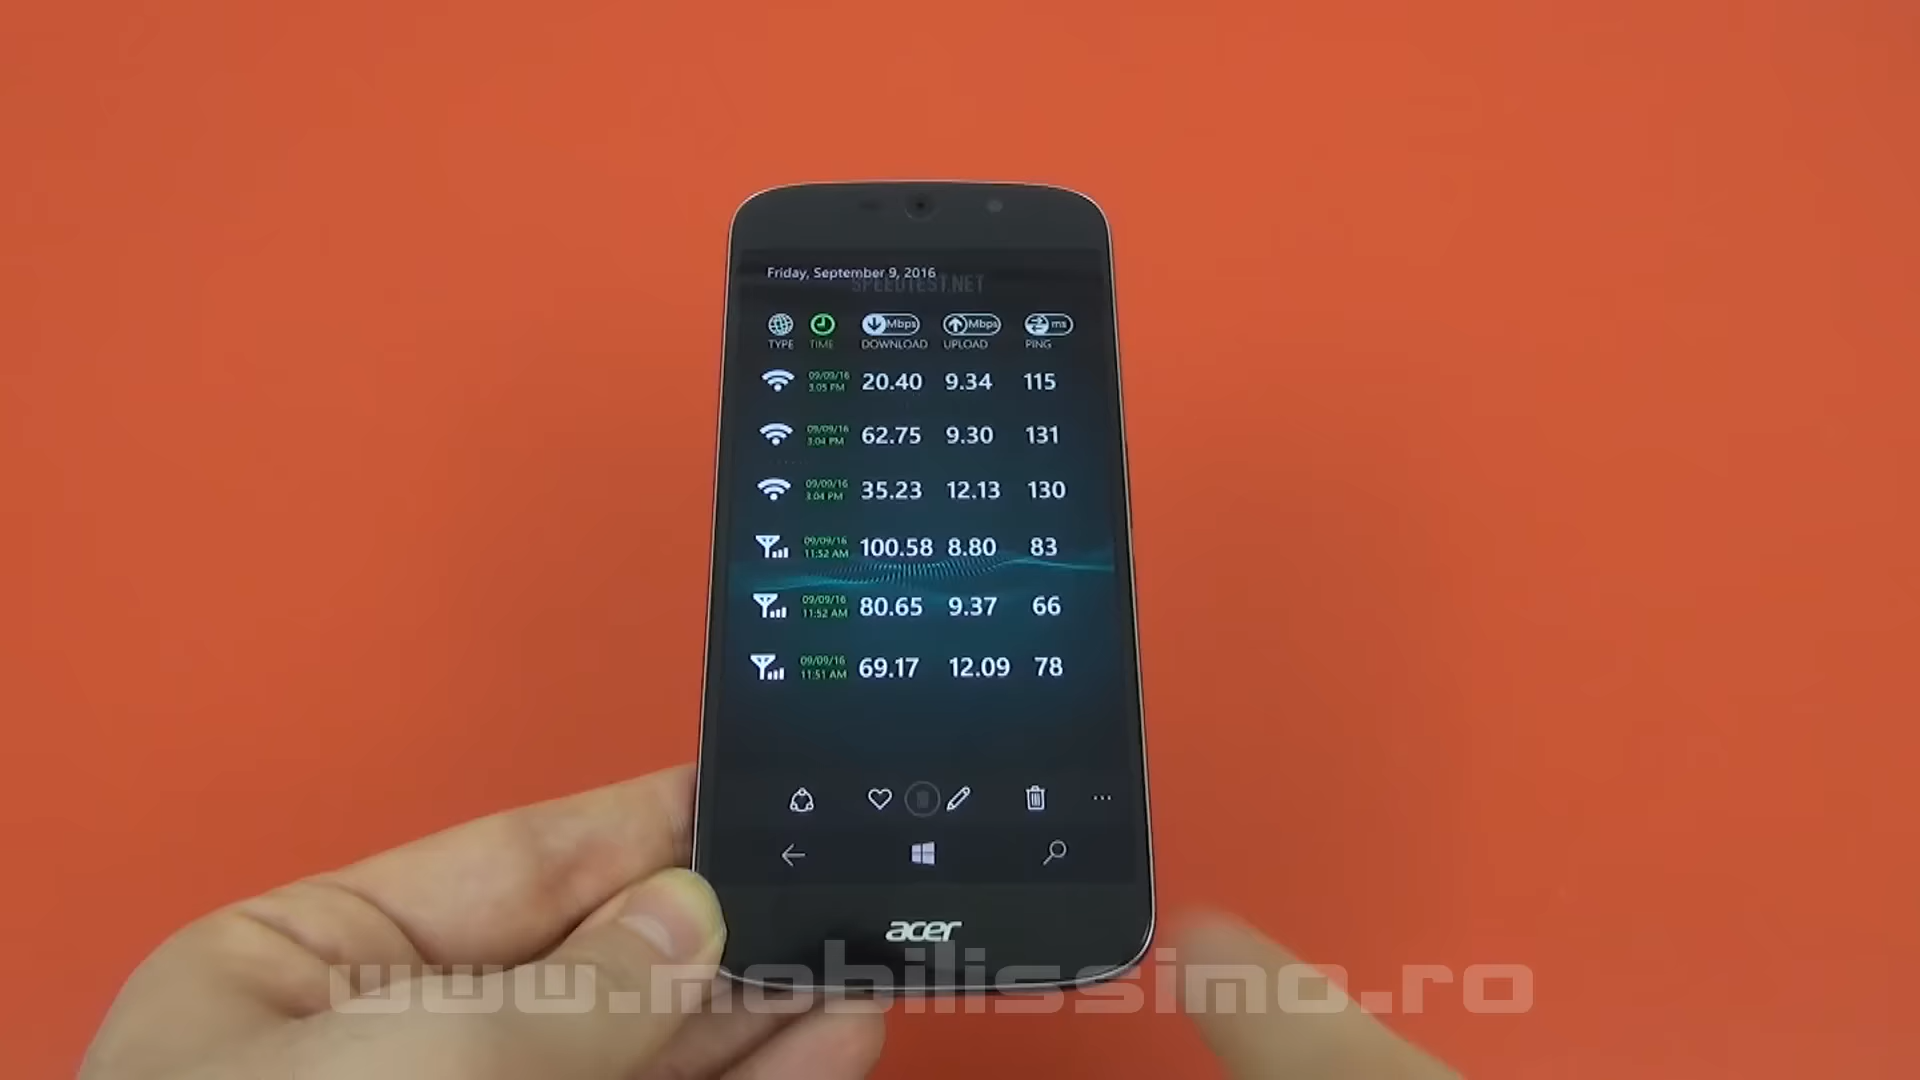 Friday, September 9, 2016
SPEEDTEST.NET
Mbps Mbps ms
TYPE TIME DOWNLOAD UPLOAD PING
09/09/16
3:05 PM
20.40 9.34 115
09/09/16
3:04 PM
62.75 9.30 131
09/09/16
3:04 PM
35.23 12.13 130
09/09/16
11:52 AM
100.58 8.80 83
09/09/16
11:52 AM
80.65 9.37 66
09/09/16
11:51 AM
69.17 12.09 78
acer
www.mobilissimo.ro